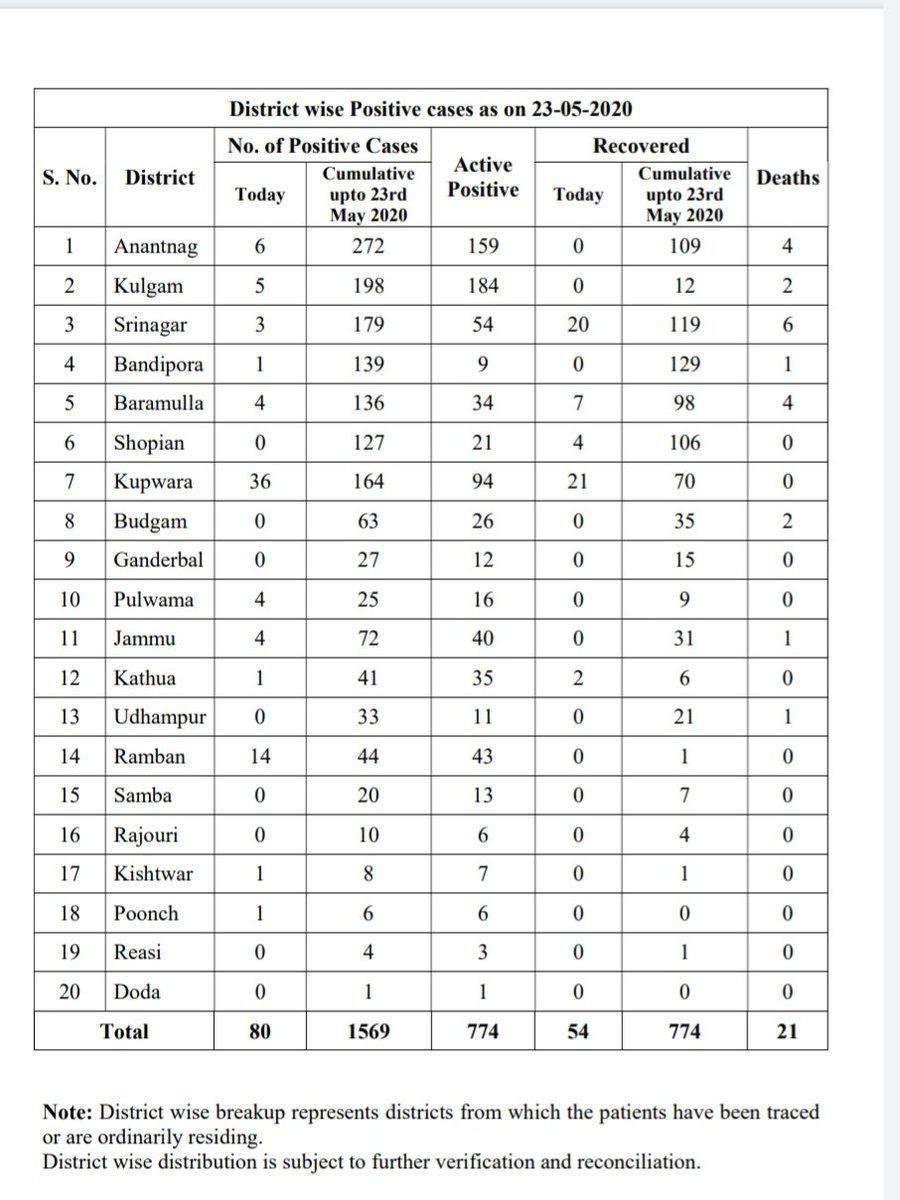 District wise Positive cases as on 23-05-2020
S. No. District No. of Positive Cases Active Positive Recovered Deaths
Today Cumulative upto 23rd May 2020 Today Cumulative upto 23rd May 2020
1 Anantnag 6 272 159 0 109 4
2 Kulgam 5 198 184 0 12 2
3 Srinagar 3 179 54 20 119 6
4 Bandipora 1 139 9 0 129 1
5 Baramulla 4 136 34 7 98 4
6 Shopian 0 127 21 4 106 0
7 Kupwara 36 164 94 21 70 0
8 Budgam 0 63 26 0 35 2
9 Ganderbal 0 27 12 0 15 0
10 Pulwama 4 25 16 0 9 0
11 Jammu 4 72 40 0 31 1
12 Kathua 1 41 35 2 6 0
13 Udhampur 0 33 11 0 21 1
14 Ramban 14 44 43 0 1 0
15 Samba 0 20 13 0 7 0
16 Rajouri 0 10 6 0 4 0
17 Kishtwar 1 8 7 0 1 0
18 Poonch 1 6 6 0 0 0
19 Reasi 0 4 3 0 1 0
20 Doda 0 1 1 0 0 0
Total 80 1569 774 54 774 21
Note: District wise breakup represents districts from which the patients have been traced
or are ordinarily residing.
District wise distribution is subject to further verification and reconciliation.